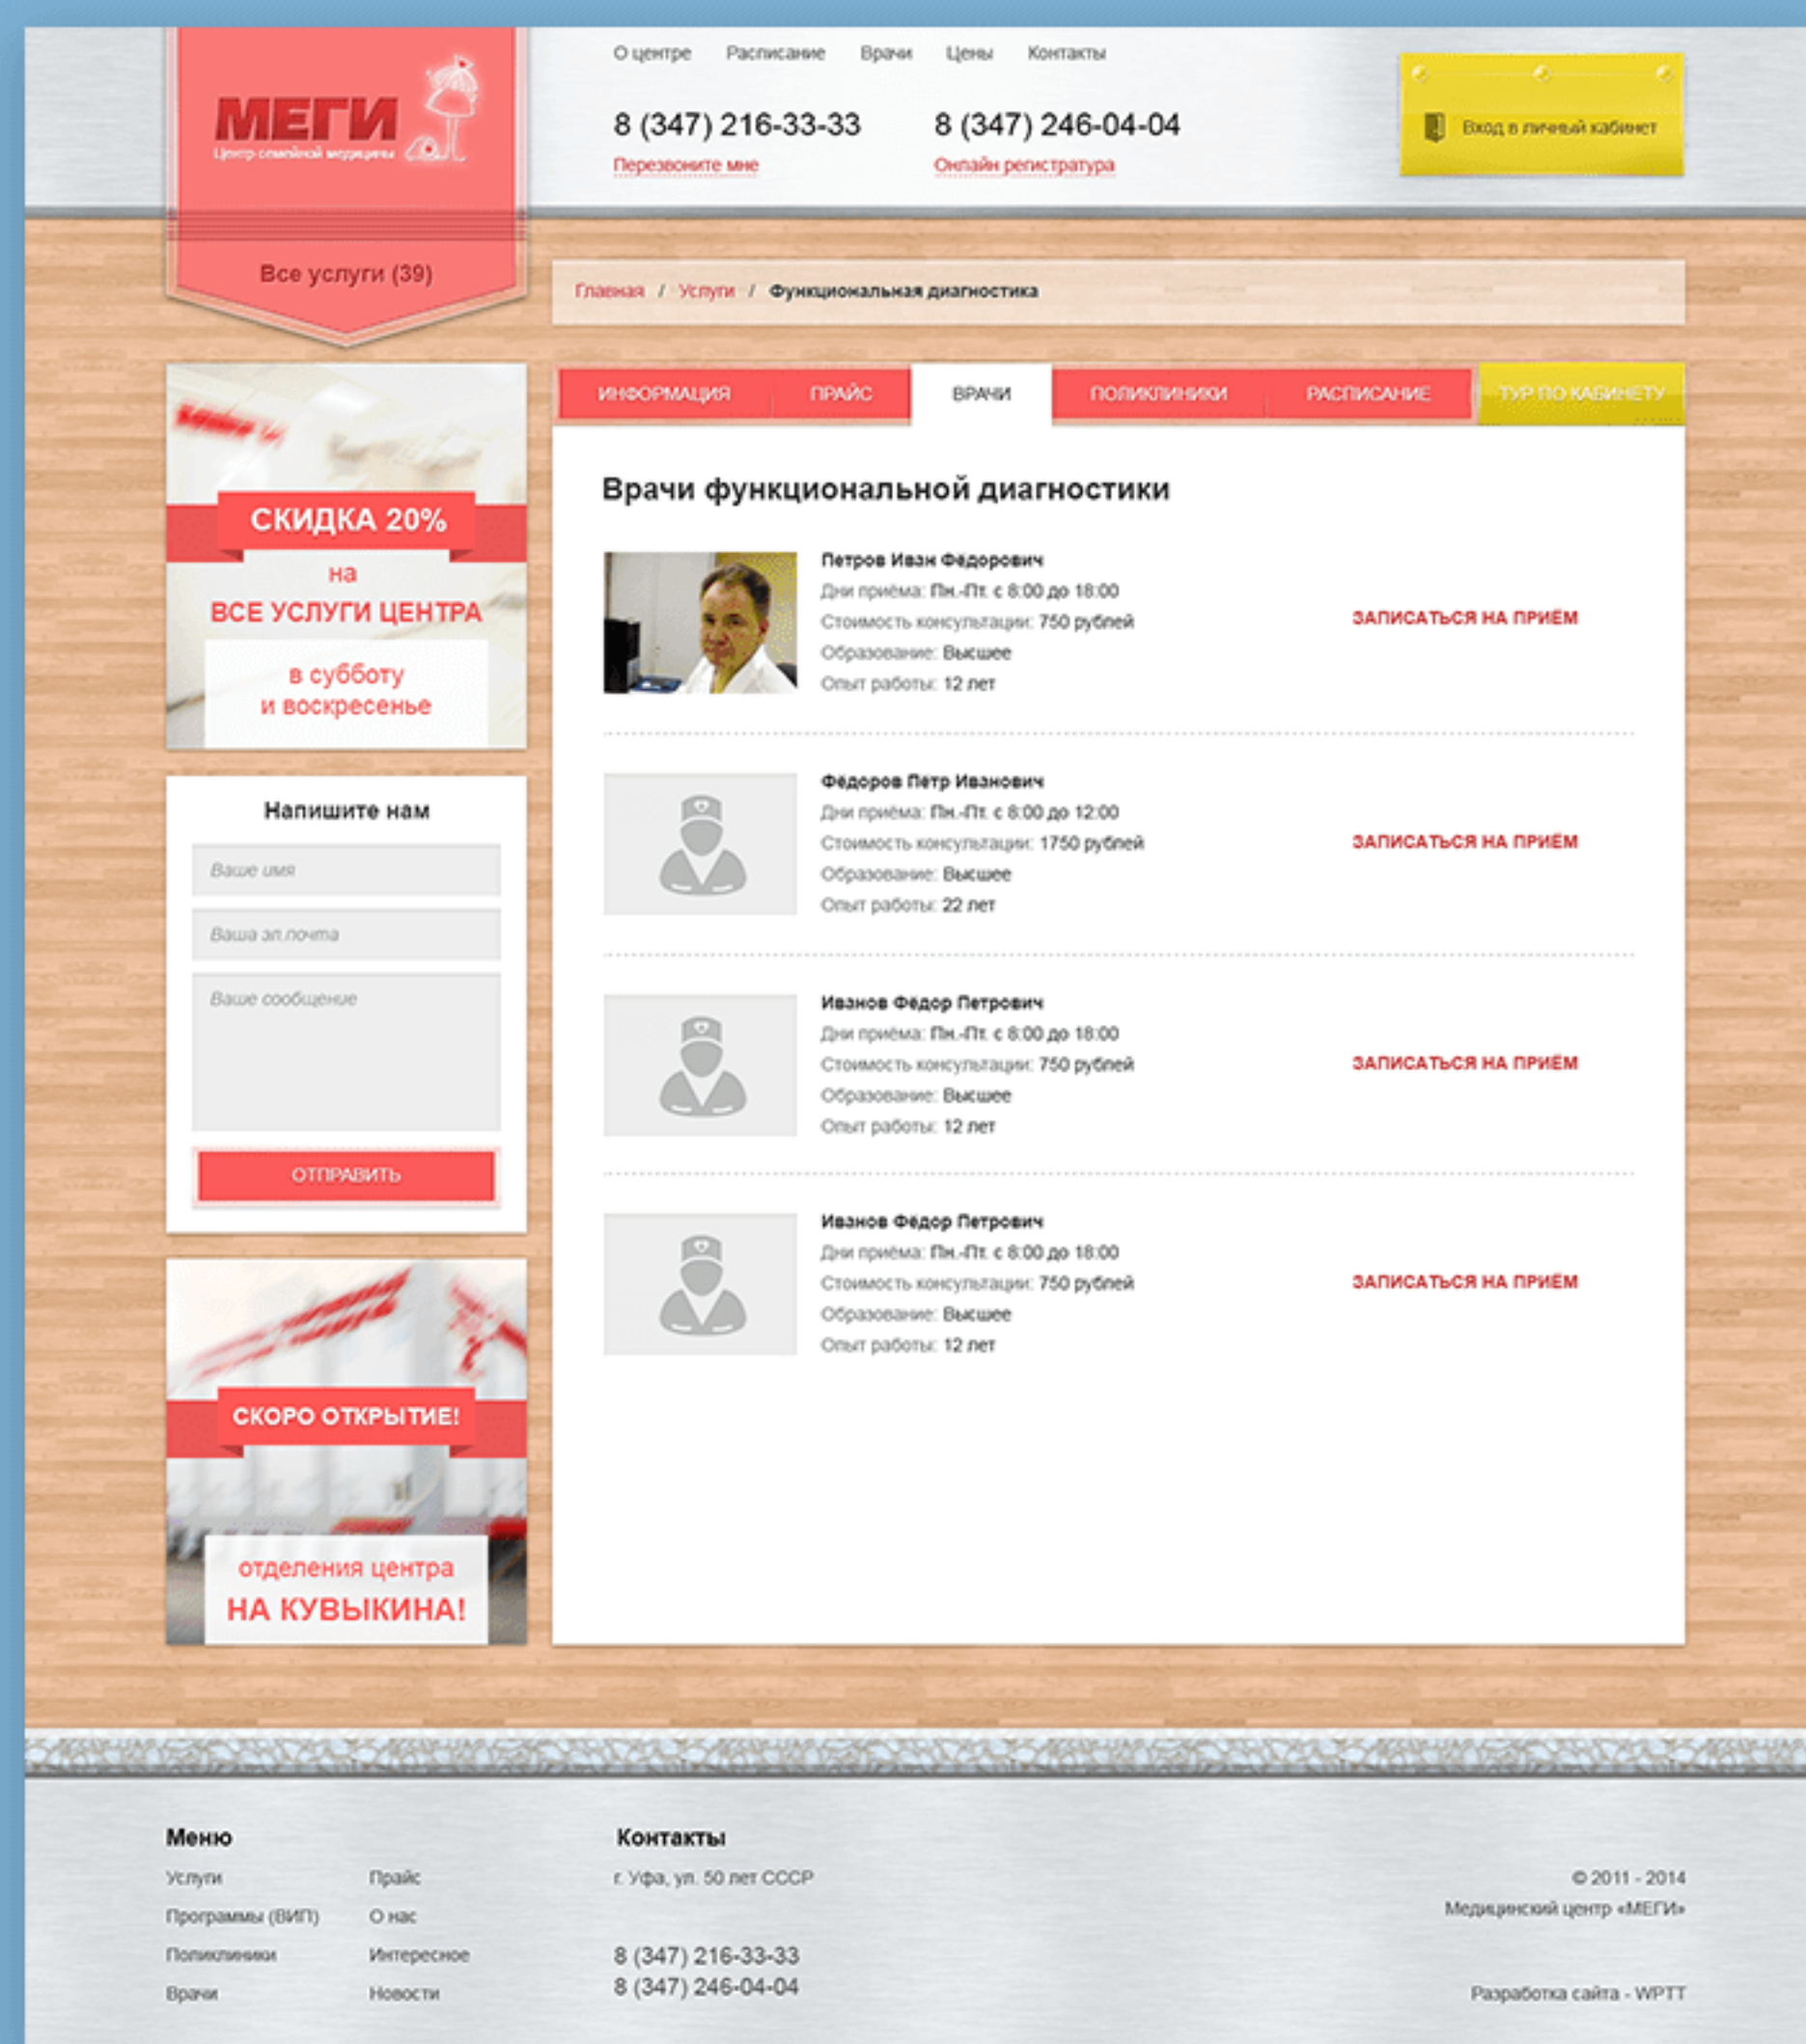 МЕГИ
Центр семейной медицины
Все услуги (39)
О центре Расписание Врачи Цены Контакты
8 (347) 216-33-33 8 (347) 246-04-04
Перезвоните мне Онлайн регистратура
Вход в личный кабинет
Главная / Услуги / Функциональная диагностика
ИНФОРМАЦИЯ ПРАЙС ВРАЧИ ПОЛИКЛИНИКИ РАСПИСАНИЕ ТУР ПО КАБИНЕТУ
СКИДКА 20%
на
ВСЕ УСЛУГИ ЦЕНТРА
в субботу
и воскресенье
Напишите нам
Ваше имя
Ваша эл.почта
Ваше сообщение
ОТПРАВИТЬ
СКОРО ОТКРЫТИЕ!
отделения центра
НА КУВЫКИНА!
Врачи функциональной диагностики
Петров Иван Фёдорович
Дни приёма: Пн.-Пт. с 8:00 до 18:00
Стоимость консультации: 750 рублей
Образование: Высшее
Опыт работы: 12 лет
ЗАПИСАТЬСЯ НА ПРИЁМ
Фёдоров Петр Иванович
Дни приёма: Пн.-Пт. с 8:00 до 12:00
Стоимость консультации: 1750 рублей
Образование: Высшее
Опыт работы: 22 лет
ЗАПИСАТЬСЯ НА ПРИЁМ
Иванов Фёдор Петрович
Дни приёма: Пн.-Пт. с 8:00 до 18:00
Стоимость консультации: 750 рублей
Образование: Высшее
Опыт работы: 12 лет
ЗАПИСАТЬСЯ НА ПРИЁМ
Иванов Фёдор Петрович
Дни приёма: Пн.-Пт. с 8:00 до 18:00
Стоимость консультации: 750 рублей
Образование: Высшее
Опыт работы: 12 лет
ЗАПИСАТЬСЯ НА ПРИЁМ
Меню
Услуги Прайс
Программы (ВИП) О нас
Поликлиники Интересное
Врачи Новости
Контакты
г. Уфа, ул. 50 лет СССР
8 (347) 216-33-33
8 (347) 246-04-04
© 2011 - 2014
Медицинский центр «МЕГИ»
Разработка сайта - WPTT